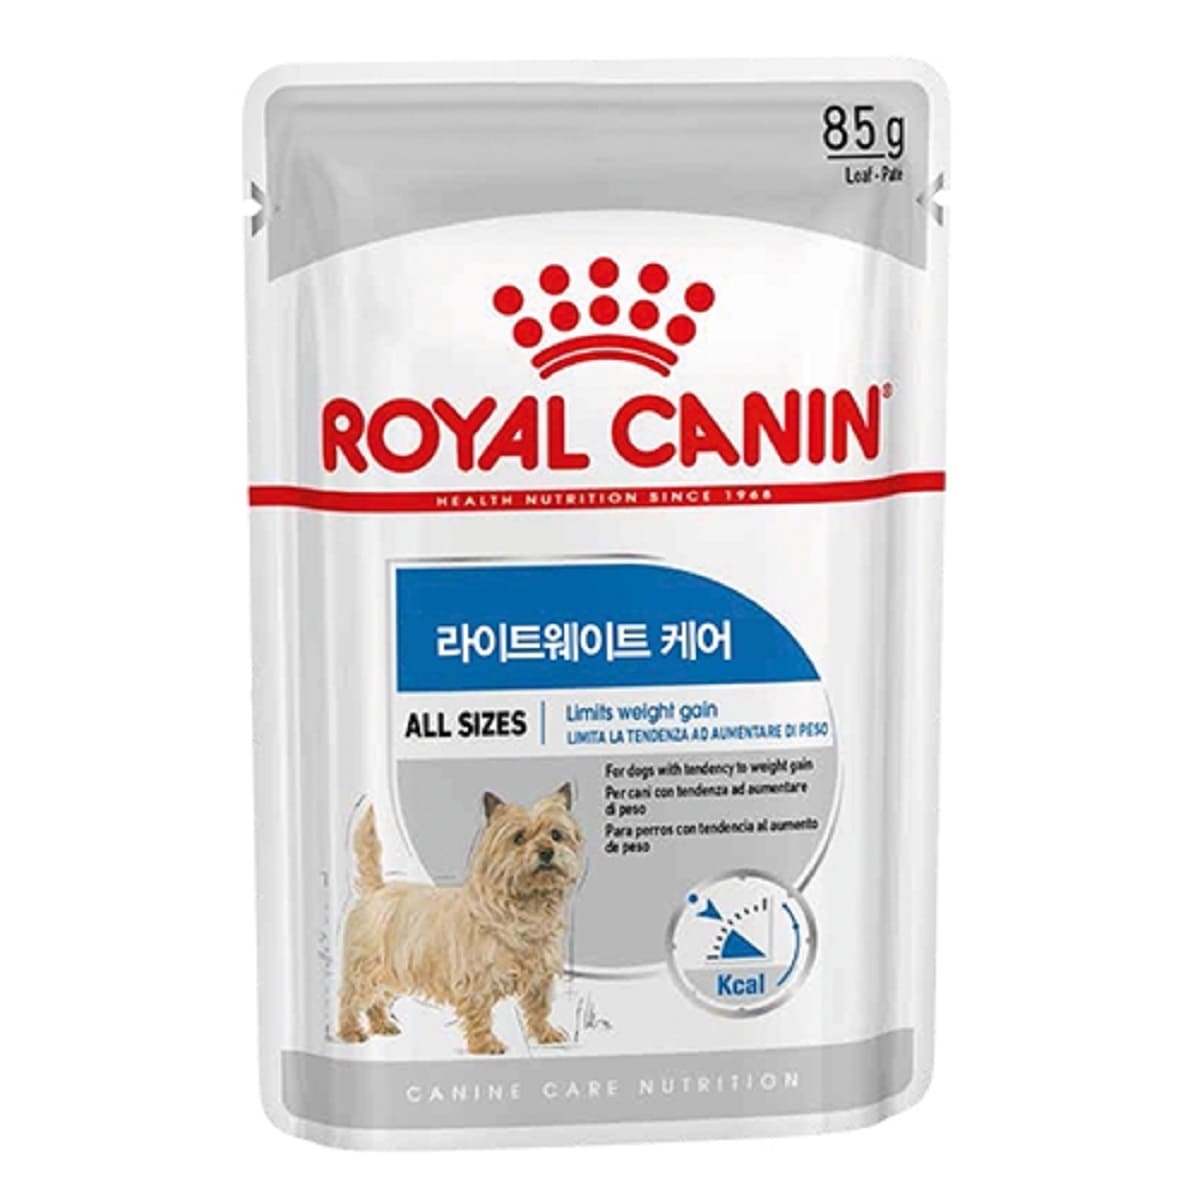 85g
Loaf - Pate
ROYAL CANIN®
HEALTH NUTRITION SINCE 1968
라이트웨이트 케어
ALL SIZES
Limits weight gain
LIMITA LA TENDENZA AD AUMENTARE DI PESO
For dogs with tendency to weight gain
Per cani con tendenza ad aumentare
di peso
Para perros con tendencia al aumento
de peso
Kcal
CANINE CARE NUTRITION